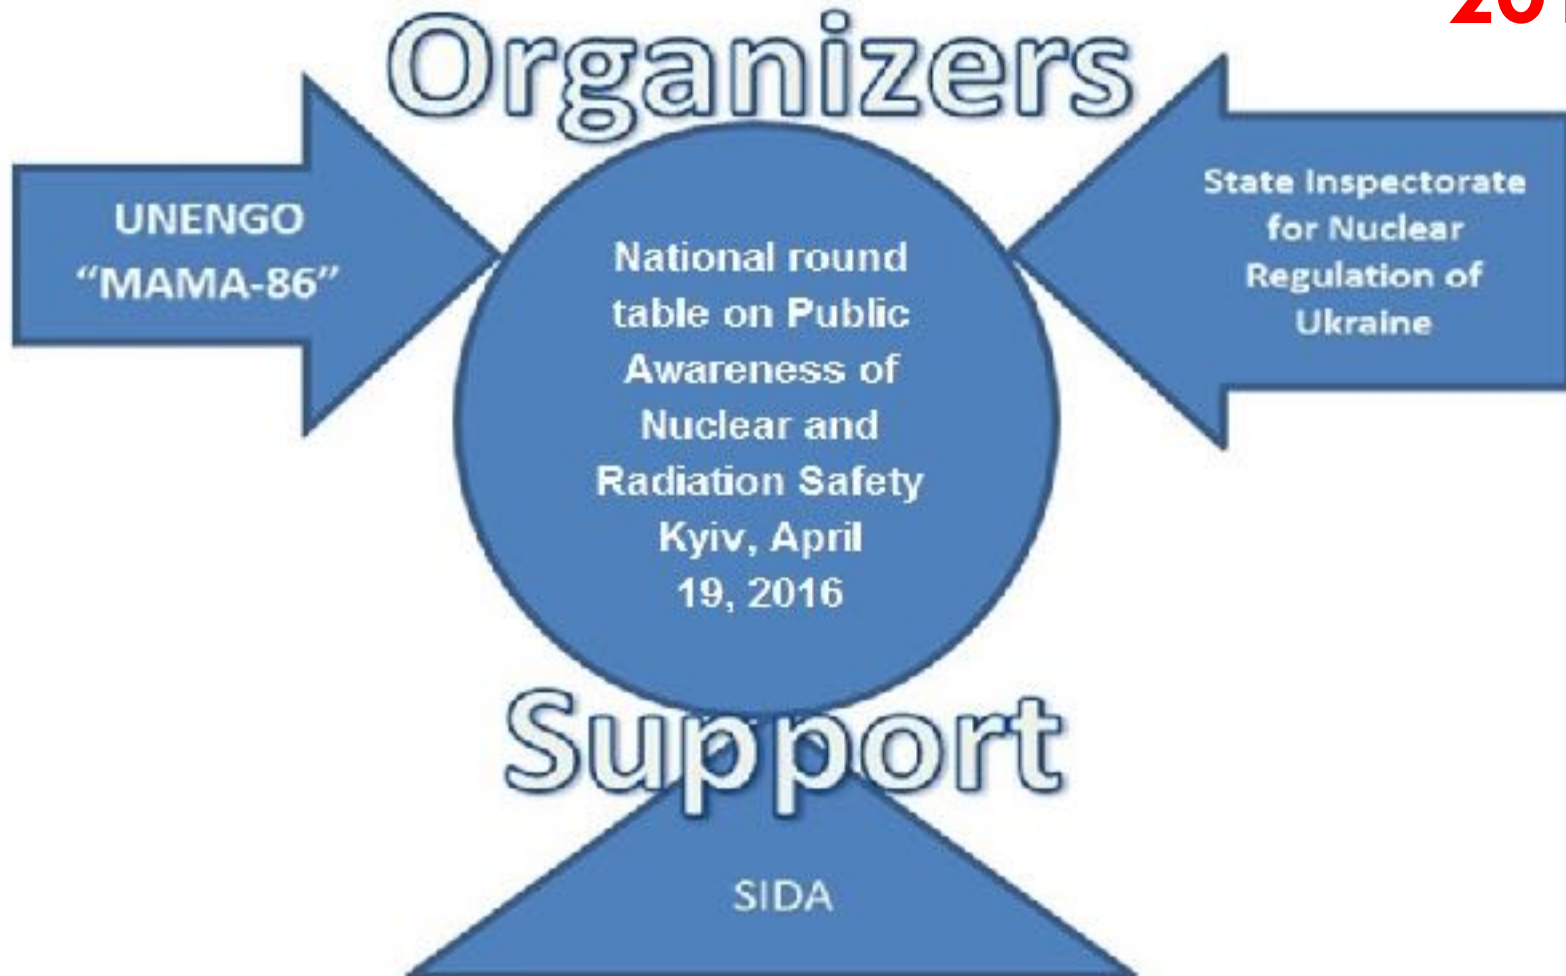 Organizers
UNENGO
“MAMA-86”
State Inspectorate
for Nuclear
Regulation of
Ukraine
National round
table on Public
Awareness of
Nuclear and
Radiation Safety
Kyiv, April
19, 2016
Support
SIDA